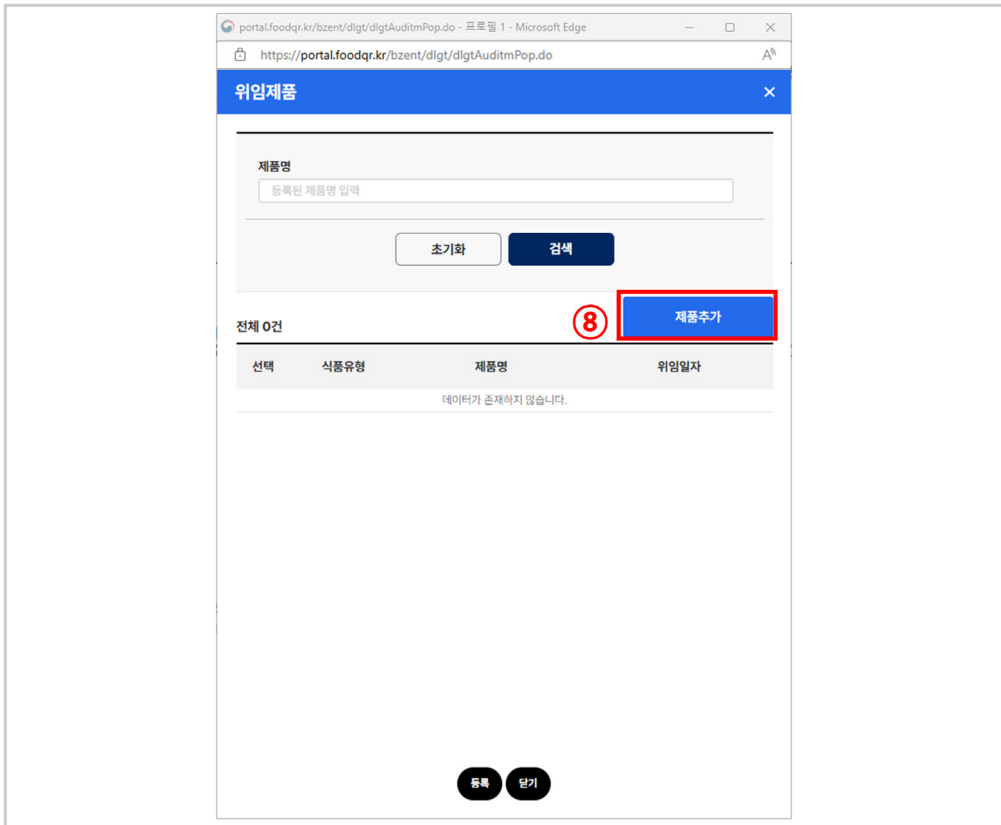 portal.foodqr.kr/bzent/dlgt/dlgtAuditmPop.do - 프로필 1 - Microsoft Edge
https://portal.foodqr.kr/bzent/dlgt/dlgtAuditmPop.do
위임제품
제품명
등록된 제품명 입력
초기화 검색
전체 0건 ⑧ 제품추가
선택 식품유형 제품명 위임일자
데이터가 존재하지 않습니다.
등록 닫기